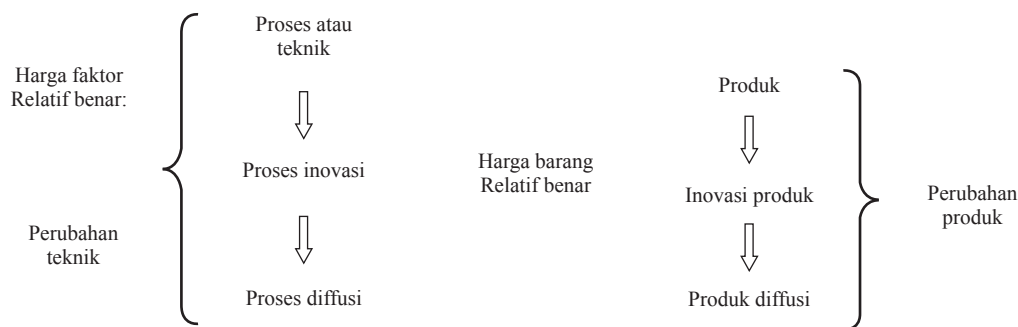 Harga faktor
Relatif benar:
Perubahan
teknik
Proses atau
teknik
Proses inovasi
Proses diffusi
Harga barang
Relatif benar
Produk
Inovasi produk
Produk diffusi
Perubahan
produk